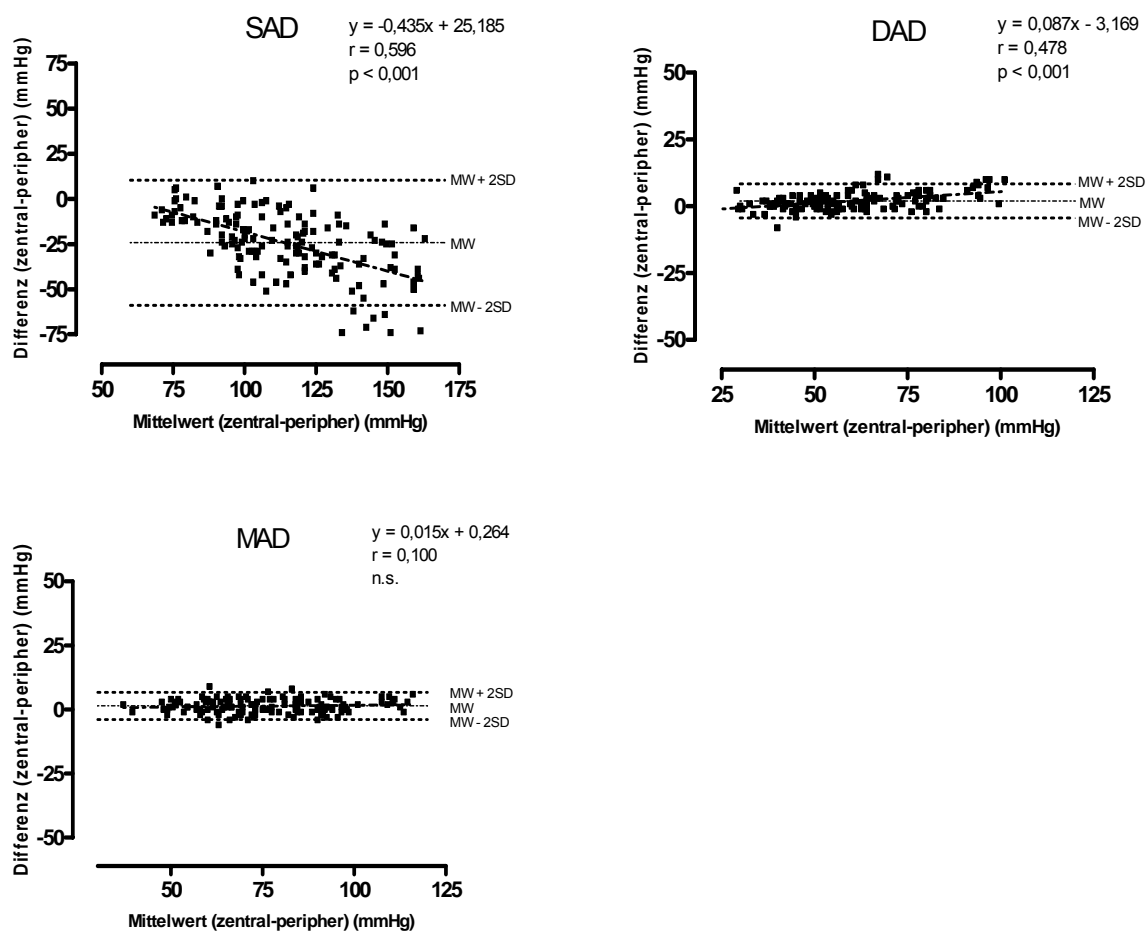 SAD
y = -0,435x + 25,185
r = 0,596
p < 0,001
Differenz (zentral-peripher) (mmHg)
75
50
25
0
-25
-50
-75
MW + 2SD
MW
MW - 2SD
50 75 100 125 150 175
Mittelwert (zentral-peripher) (mmHg)
DAD
y = 0,087x - 3,169
r = 0,478
p < 0,001
Differenz (zentral-peripher) (mmHg)
50
25
0
-25
-50
MW + 2SD
MW
MW - 2SD
25 50 75 100 125
Mittelwert (zentral-peripher) (mmHg)
MAD
y = 0,015x + 0,264
r = 0,100
n.s.
Differenz (zentral-peripher) (mmHg)
50
25
0
-25
-50
MW + 2SD
MW
MW - 2SD
50 75 100 125
Mittelwert (zentral-peripher) (mmHg)